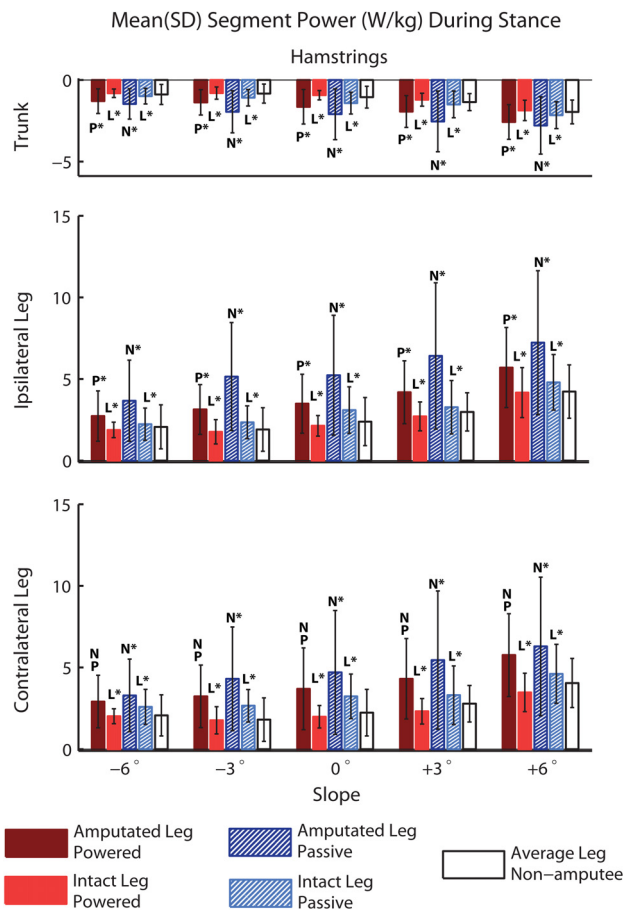 Mean(SD) Segment Power (W/kg) During Stance
Hamstrings
Trunk
0
−5
P* L* N* L*
P* L* N* L*
P* L* N* L*
P* L* N* L*
P* L* N* L*
Ipsilateral Leg
15
10
5
0
P* L* N* L*
P* L* N* L*
P* L* N* L*
P* L* N* L*
P* L* N* L*
Contralateral Leg
15
10
5
0
N P L* N* L*
N P L* N* L*
N P L* N* L*
N P L* N* L*
N P L* N* L*
−6° −3° 0° +3° +6°
Slope
Amputated Leg
Powered
Intact Leg
Powered
Amputated Leg
Passive
Intact Leg
Passive
Average Leg
Non−amputee